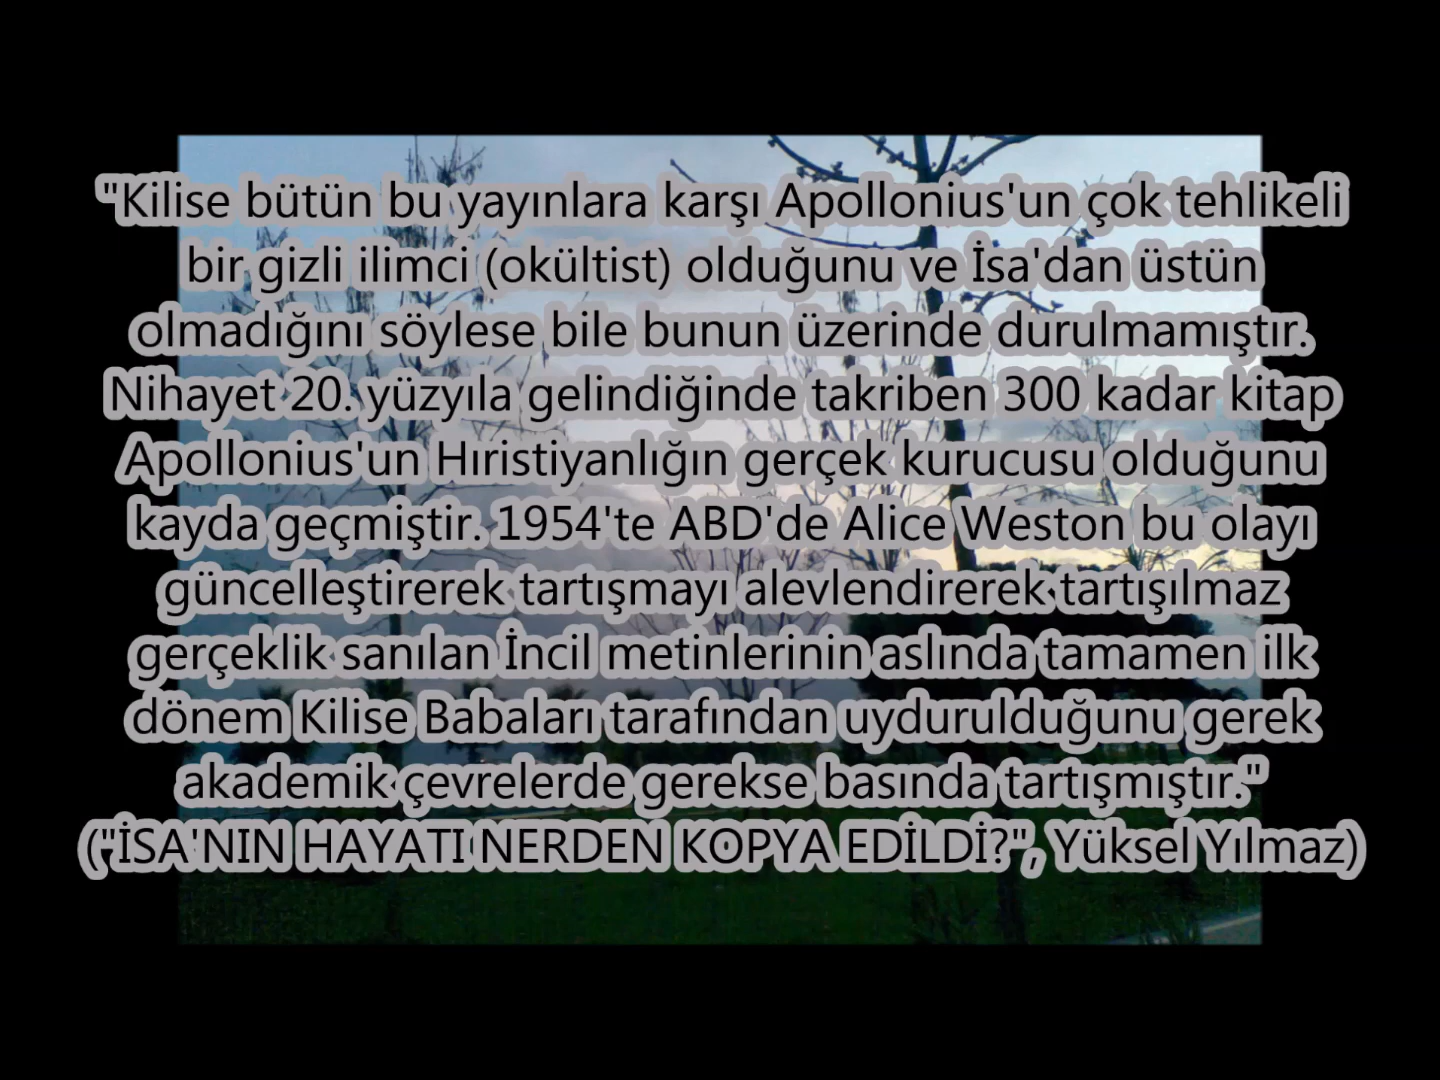 "Kilise bütün bu yayınlara karşı Apollonius'un çok tehlikeli
bir gizli ilimci (okültist) olduğunu ve İsa'dan üstün
olmadığını söylese bile bunun üzerinde durulmamıştır.
Nihayet 20. yüzyıla gelindiğinde takriben 300 kadar kitap
Apollonius'un Hıristiyanlığın gerçek kurucusu olduğunu
kayda geçmiştir. 1954'te ABD'de Alice Weston bu olayı
güncelleştirerek tartışmayı alevlendirerek tartışılmaz
gerçeklik sanılan İncil metinlerinin aslında tamamen ilk
dönem Kilise Babaları tarafından uydurulduğunu gerek
akademik çevrelerde gerekse basında tartışmıştır."
("İSA'NIN HAYATI NERDEN KOPYA EDİLDİ?", Yüksel Yılmaz)